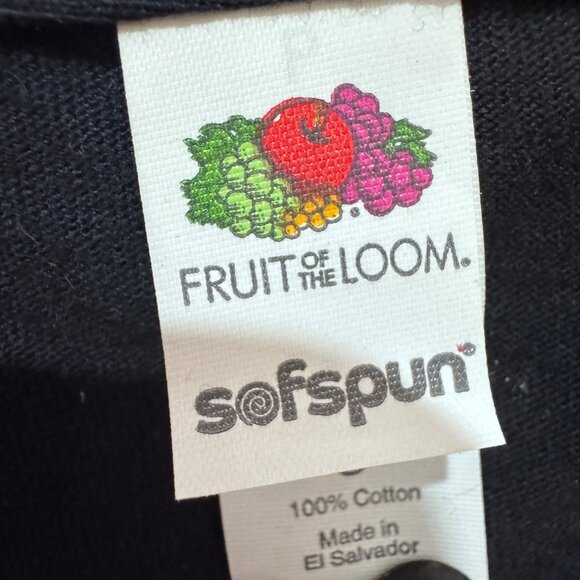 FRUIT OF THE LOOM®
sofspun®
100% Cotton
Made in
El Salvador